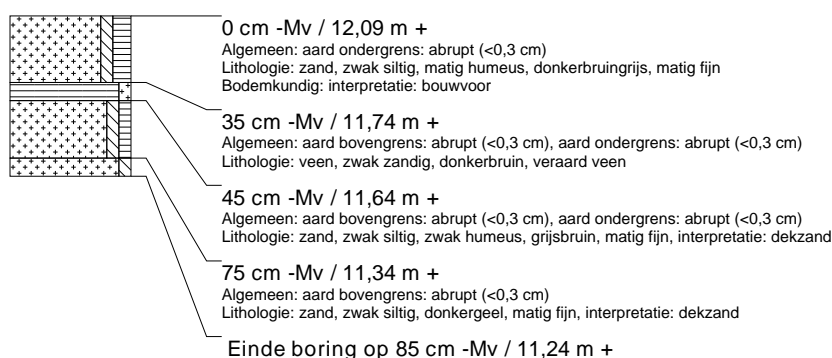 0 cm -Mv / 12,09 m +
Algemeen: aard ondergrens: abrupt (<0,3 cm)
Lithologie: zand, zwak siltig, matig humeus, donkerbruingrijs, matig fijn
Bodemkundig: interpretatie: bouwvoor
35 cm -Mv / 11,74 m +
Algemeen: aard bovengrens: abrupt (<0,3 cm), aard ondergrens: abrupt (<0,3 cm)
Lithologie: veen, zwak zandig, donkerbruin, veraard veen
45 cm -Mv / 11,64 m +
Algemeen: aard bovengrens: abrupt (<0,3 cm), aard ondergrens: abrupt (<0,3 cm)
Lithologie: zand, zwak siltig, zwak humeus, grijsbruin, matig fijn, interpretatie: dekzand
75 cm -Mv / 11,34 m +
Algemeen: aard bovengrens: abrupt (<0,3 cm)
Lithologie: zand, zwak siltig, donkergeel, matig fijn, interpretatie: dekzand
Einde boring op 85 cm -Mv / 11,24 m +